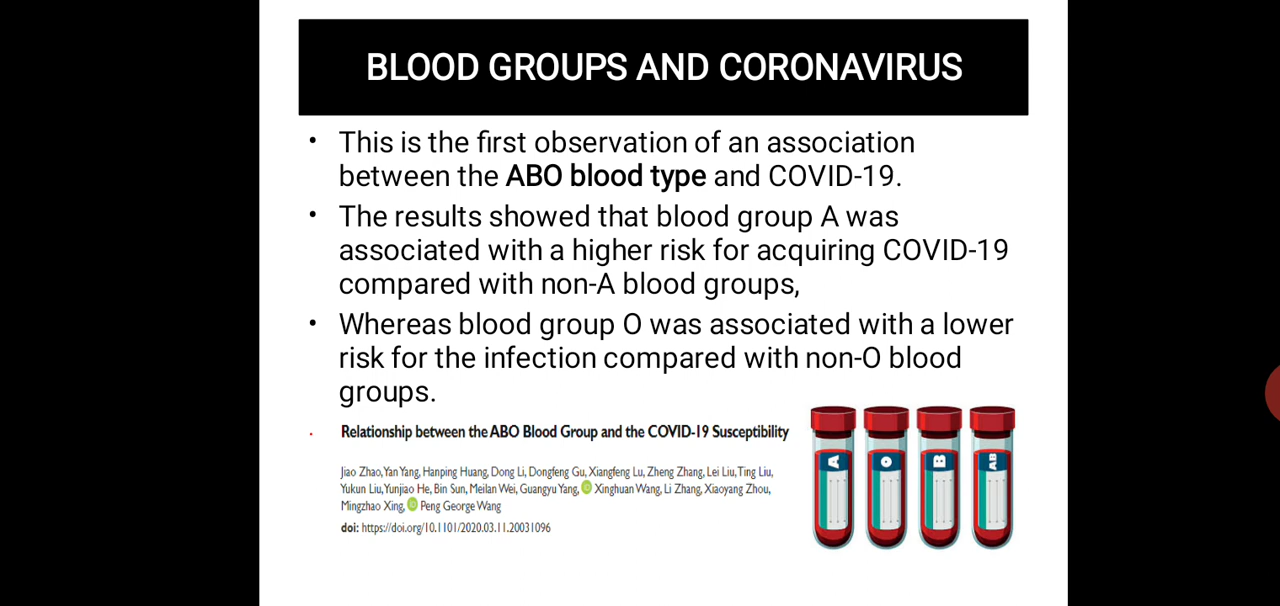 BLOOD GROUPS AND CORONAVIRUS
• This is the first observation of an association
between the ABO blood type and COVID-19.
• The results showed that blood group A was
associated with a higher risk for acquiring COVID-19
compared with non-A blood groups,
• Whereas blood group O was associated with a lower
risk for the infection compared with non-O blood
groups.
• Relationship between the ABO Blood Group and the COVID-19 Susceptibility
Jiao Zhao, Yan Yang, Hanping Huang, Dong Li, Dongfeng Gu, Xiangfeng Lu, Zheng Zhang, Lei Liu, Ting Liu,
Yukun Liu, Yunjiao He, Bin Sun, Meilan Wei, Guangyu Yang, iD Xinghuan Wang, Li Zhang, Xiaoyang Zhou,
Mingzhao Xing, iD Peng George Wang
doi: https://doi.org/10.1101/2020.03.11.20031096
A
O
B
AB